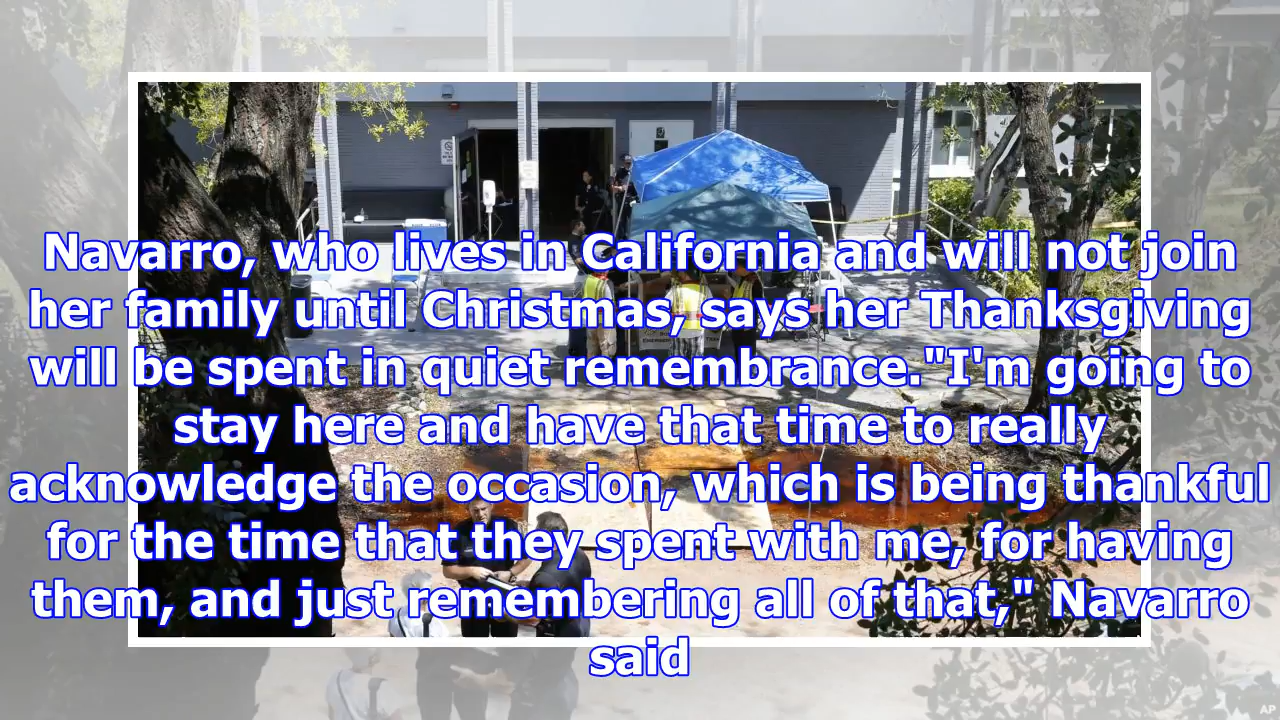 Navarro, who lives in California and will not join
her family until Christmas, says her Thanksgiving
will be spent in quiet remembrance."I'm going to
stay here and have that time to really
acknowledge the occasion, which is being thankful
for the time that they spent with me, for having
them, and just remembering all of that," Navarro
said
AP